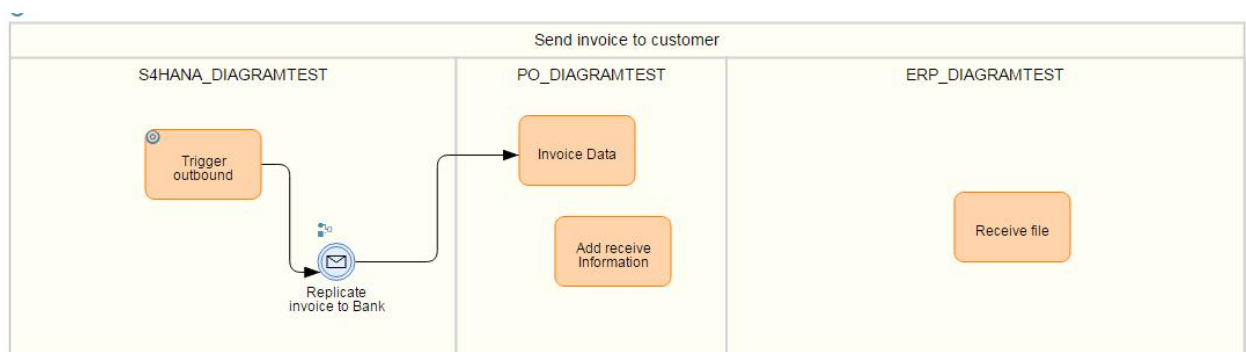 Send invoice to customer
S4HANA_DIAGRAMTEST
PO_DIAGRAMTEST
ERP_DIAGRAMTEST
Trigger
outbound
Replicate
invoice to Bank
Invoice Data
Add receive
Information
Receive file